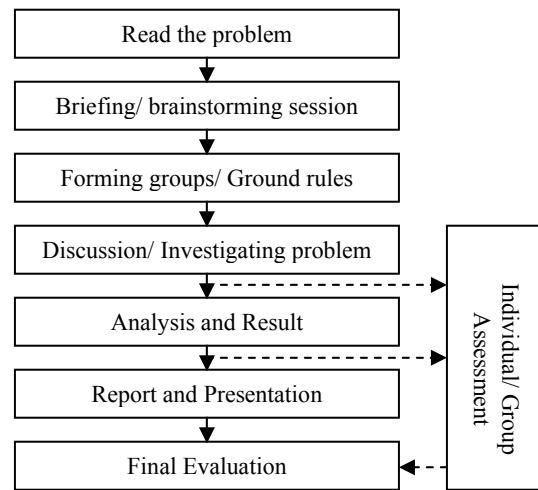 Read the problem
Briefing/ brainstorming session
Forming groups/ Ground rules
Discussion/ Investigating problem
Analysis and Result
Report and Presentation
Final Evaluation
Individual/ Group
Assessment